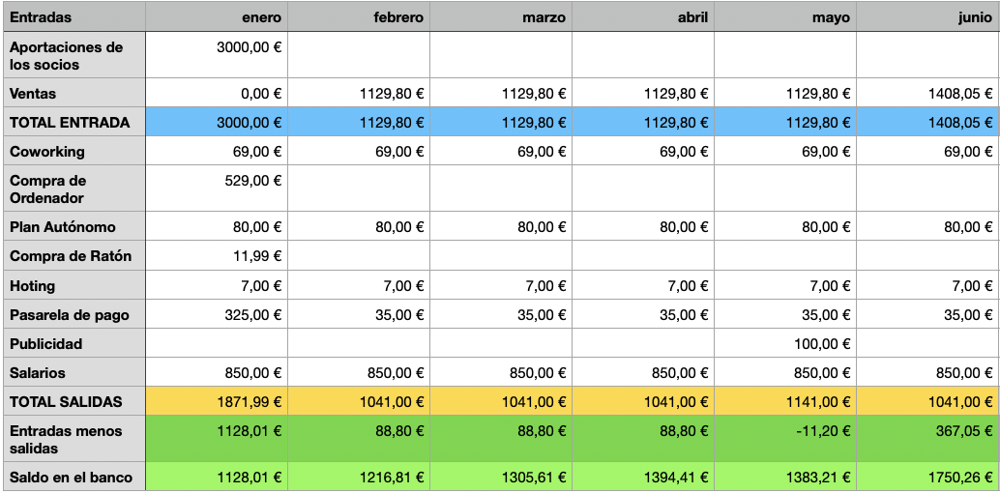 Entradas enero febrero marzo abril mayo junio
Aportaciones de 3000,00 €
los socios
Ventas 0,00 € 1129,80 € 1129,80 € 1129,80 € 1129,80 € 1408,05 €
TOTAL ENTRADA 3000,00 € 1129,80 € 1129,80 € 1129,80 € 1129,80 € 1408,05 €
Coworking 69,00 € 69,00 € 69,00 € 69,00 € 69,00 € 69,00 €
Compra de 529,00 €
Ordenador
Plan Autónomo 80,00 € 80,00 € 80,00 € 80,00 € 80,00 € 80,00 €
Compra de Ratón 11,99 €
Hoting 7,00 € 7,00 € 7,00 € 7,00 € 7,00 € 7,00 €
Pasarela de pago 325,00 € 35,00 € 35,00 € 35,00 € 35,00 € 35,00 €
Publicidad 100,00 €
Salarios 850,00 € 850,00 € 850,00 € 850,00 € 850,00 € 850,00 €
TOTAL SALIDAS 1871,99 € 1041,00 € 1041,00 € 1041,00 € 1141,00 € 1041,00 €
Entradas menos 1128,01 € 88,80 € 88,80 € 88,80 € -11,20 € 367,05 €
salidas
Saldo en el banco 1128,01 € 1216,81 € 1305,61 € 1394,41 € 1383,21 € 1750,26 €